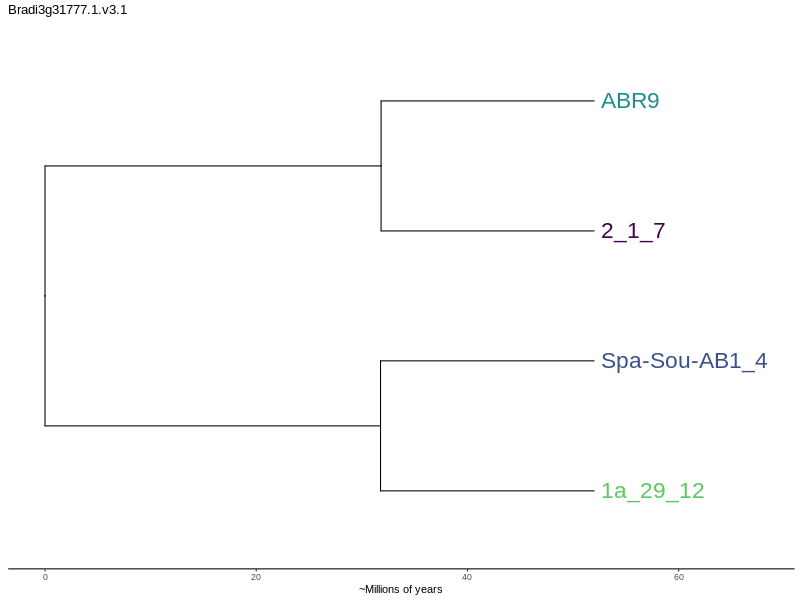 Bradi3g31777.1.v3.1
ABR9
2_1_7
Spa-Sou-AB1_4
1a_29_12
0 20 40 60
~Millions of years